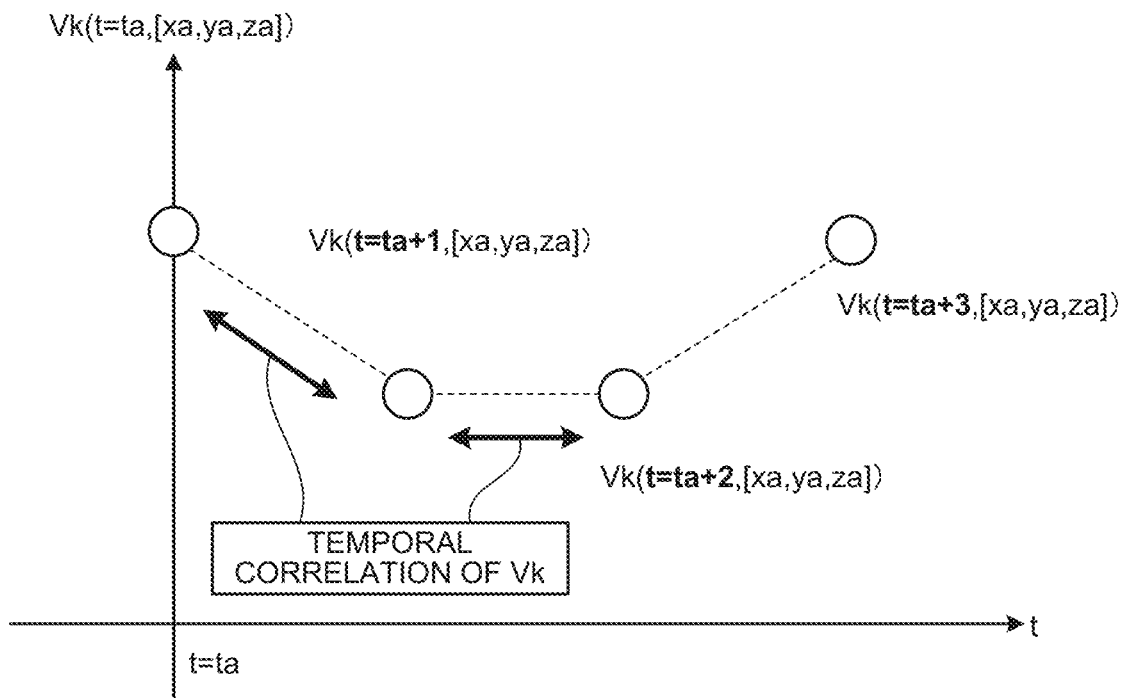 Vk(t=ta,[xa,ya,za])
Vk(t=ta+1,[xa,ya,za])
Vk(t=ta+3,[xa,ya,za])
Vk(t=ta+2,[xa,ya,za])
TEMPORAL
CORRELATION OF Vk
t
t=ta